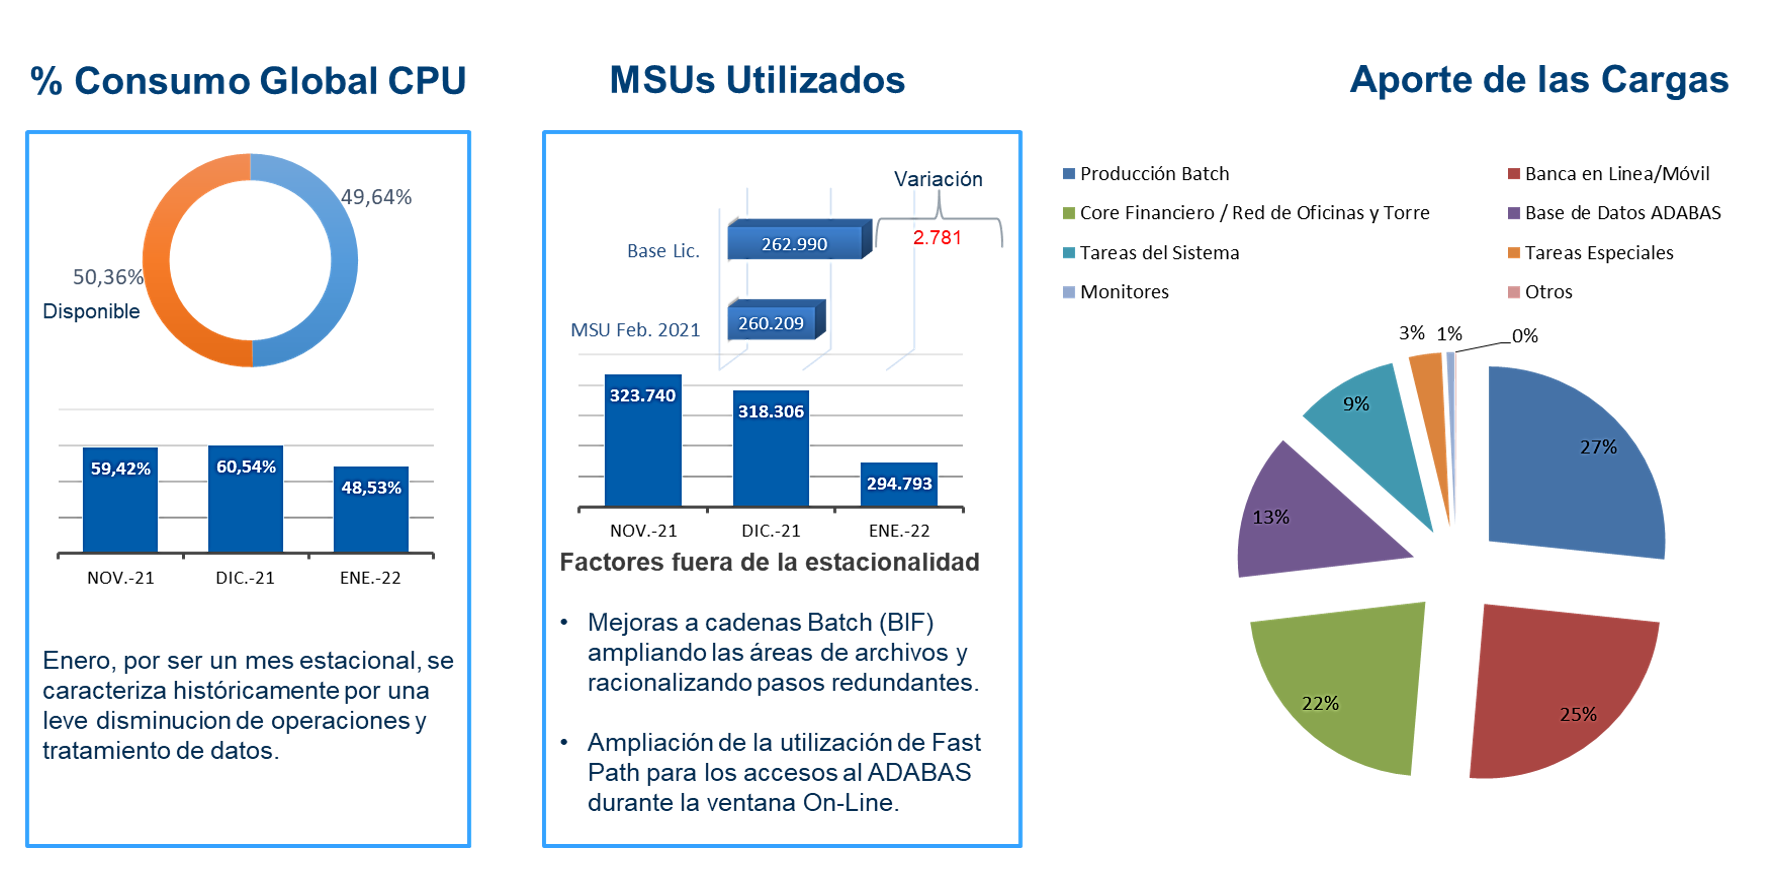 % Consumo Global CPU
49,64%
50,36%
Disponible
59,42%
60,54%
48,53%
NOV.-21
DIC.-21
ENE.-22
Enero, por ser un mes estacional, se
caracteriza históricamente por una
leve disminucion de operaciones y
tratamiento de datos.
MSUs Utilizados
Variación
Base Lic.
262.990
2.781
MSU Feb. 2021
260.209
323.740
318.306
294.793
NOV.-21
DIC.-21
ENE.-22
Factores fuera de la estacionalidad
• Mejoras a cadenas Batch (BIF)
ampliando las áreas de archivos y
racionalizando pasos redundantes.
• Ampliación de la utilización de Fast
Path para los accesos al ADABAS
durante la ventana On-Line.
Aporte de las Cargas
Producción Batch
Banca en Linea/Móvil
Core Financiero / Red de Oficinas y Torre
Base de Datos ADABAS
Tareas del Sistema
Tareas Especiales
Monitores
Otros
3%
1%
0%
9%
27%
13%
22%
25%